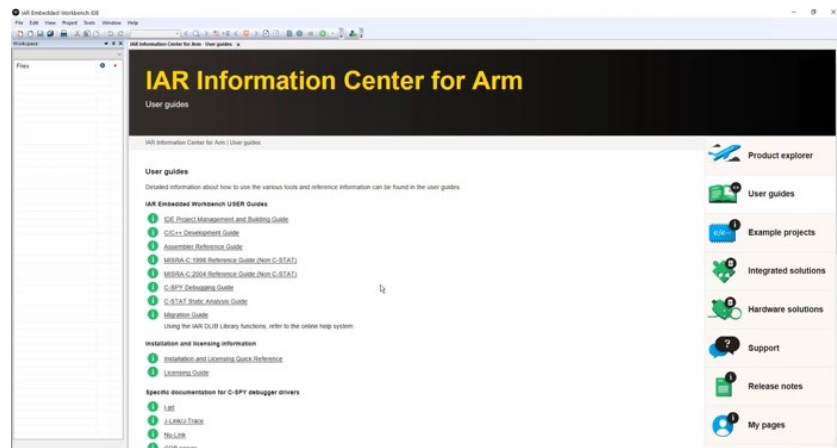 IAR Embedded Workbench IDE
File Edit View Project Tools Window Help
Workspace
IAR Information Center for Arm - User guides x
Files
IAR Information Center for Arm
User guides
IAR Information Center for Arm | User guides
User guides
Detailed information about how to use the various tools and reference information can be found in the user guides.
IAR Embedded Workbench USER Guides
IDE Project Management and Building Guide
C/C++ Development Guide
Assembler Reference Guide
MISRA-C:1998 Reference Guide (Non C-STAT)
MISRA-C:2004 Reference Guide (Non C-STAT)
C-SPY Debugging Guide
C-STAT Static Analysis Guide
Migration Guide
Using the IAR DLIB Library functions, refer to the online help system.
Installation and licensing information
Installation and Licensing Quick Reference
Licensing Guide
Specific documentation for C-SPY debugger drivers
I-jet
J-Link/J-Trace
Nu-Link
Product explorer
User guides
Example projects
c/c++
Integrated solutions
Hardware solutions
Support
Release notes
My pages